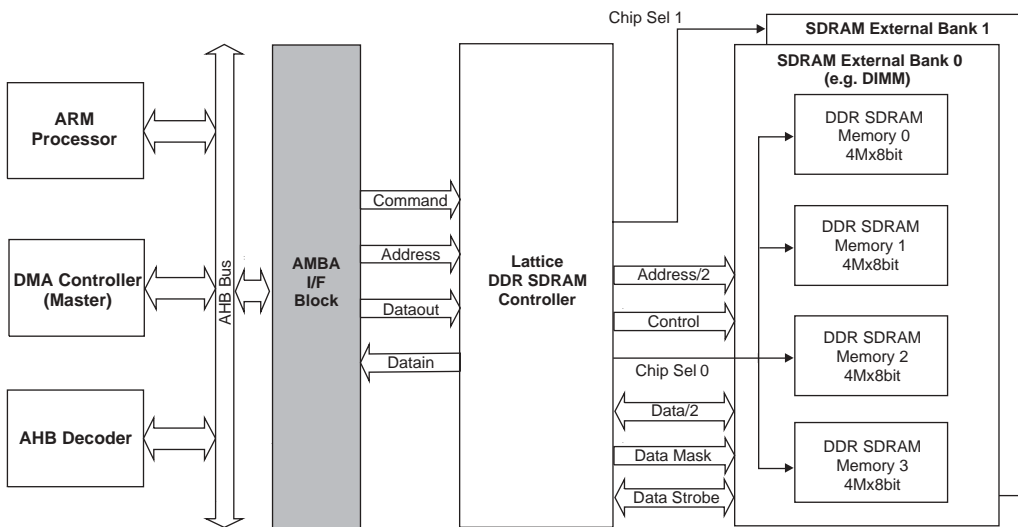 Chip Sel 1
SDRAM External Bank 1
SDRAM External Bank 0
(e.g. DIMM)
ARM
Processor
DDR SDRAM
Memory 0
4Mx8bit
Command
DMA Controller
(Master)
AHB Bus
AMBA
I/F
Block
Address
Dataout
Datain
Lattice
DDR SDRAM
Controller
Address/2
Control
Chip Sel 0
DDR SDRAM
Memory 1
4Mx8bit
DDR SDRAM
Memory 2
4Mx8bit
AHB Decoder
Data/2
Data Mask
Data Strobe
DDR SDRAM
Memory 3
4Mx8bit